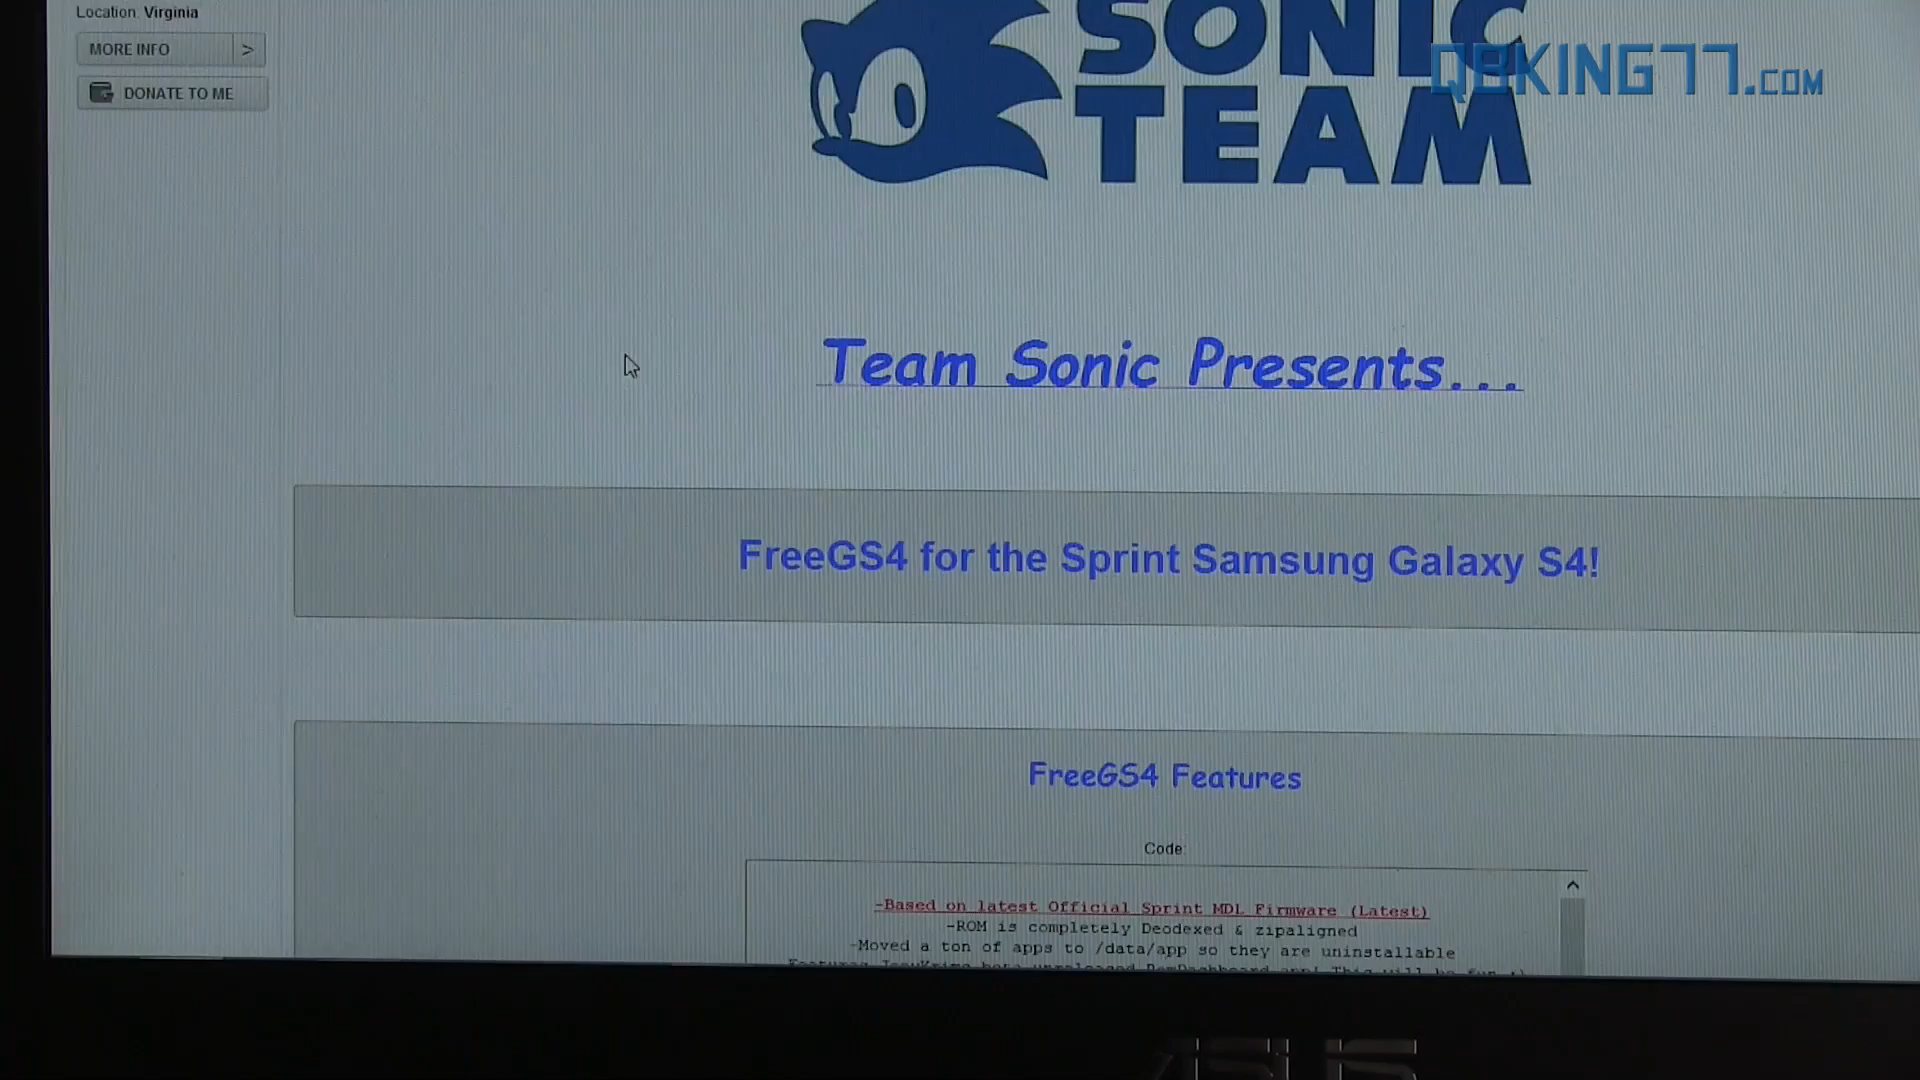 Location: Virginia
MORE INFO >
DONATE TO ME
SONIC
TEAM
QBKING77.COM
Team Sonic Presents...
FreeGS4 for the Sprint Samsung Galaxy S4!
FreeGS4 Features
Code:
-Based on latest Official Sprint MDL Firmware (Latest)
-ROM is completely Deodexed & zipaligned
-Moved a ton of apps to /data/app so they are uninstallable